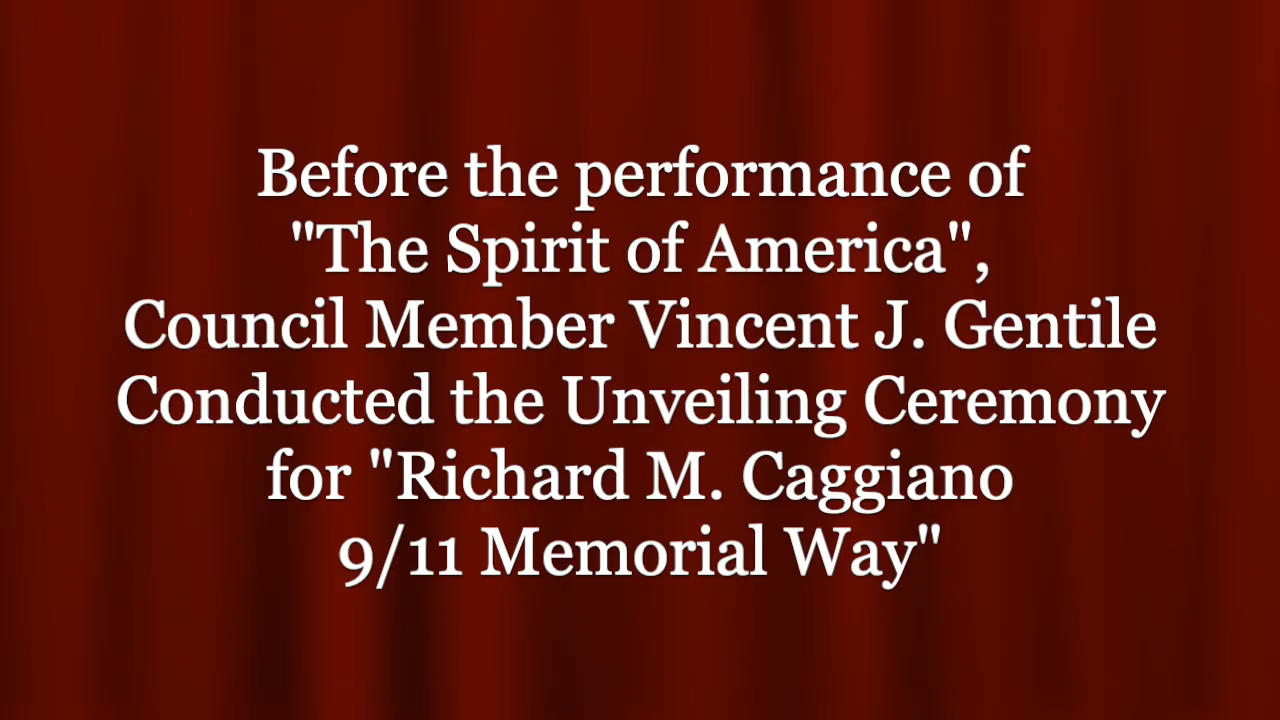 Before the performance of
"The Spirit of America",
Council Member Vincent J. Gentile
Conducted the Unveiling Ceremony
for "Richard M. Caggiano
9/11 Memorial Way"